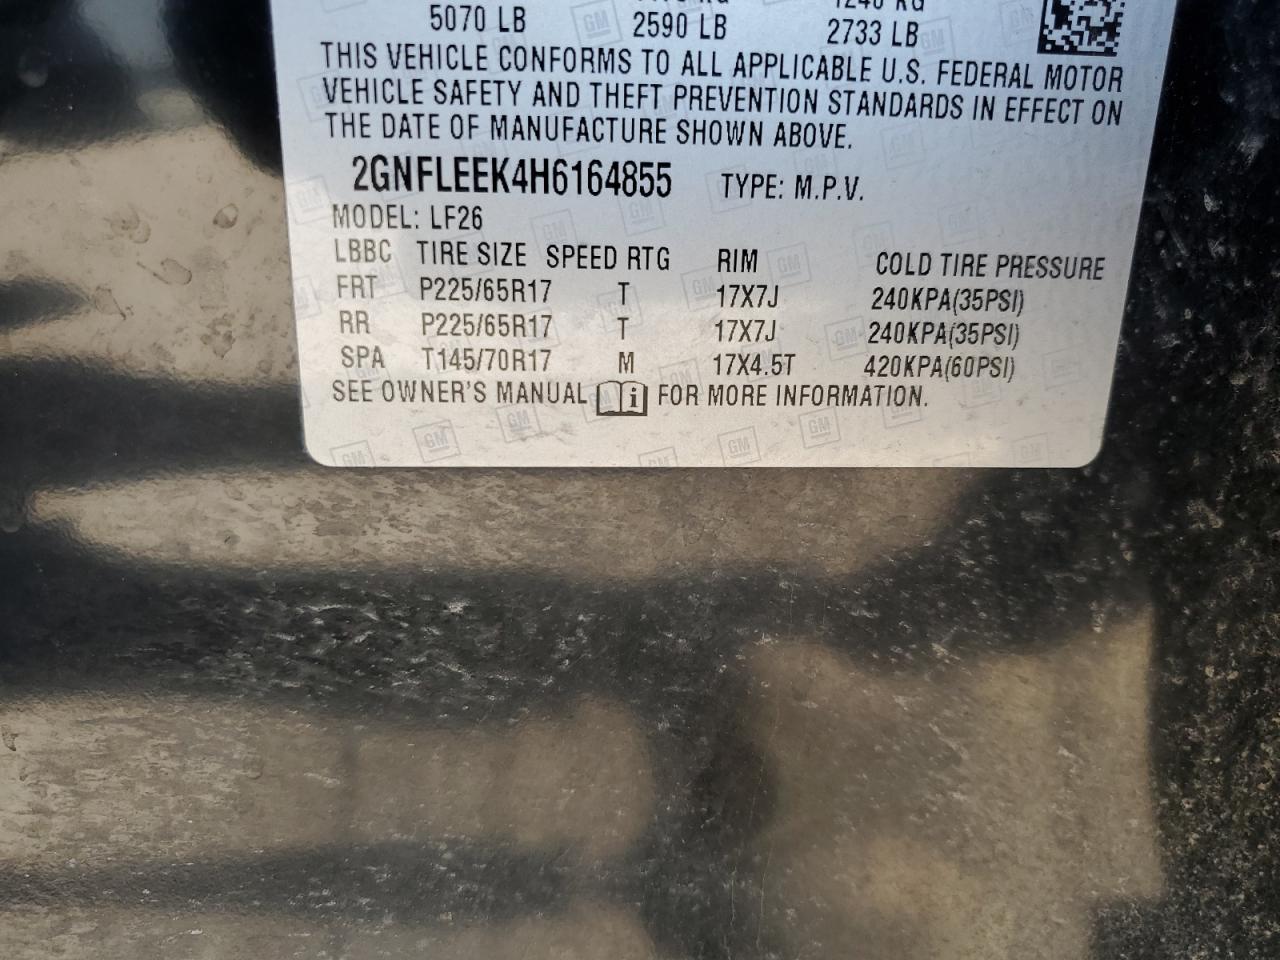 5070 LB 2590 LB 2733 LB
THIS VEHICLE CONFORMS TO ALL APPLICABLE U.S. FEDERAL MOTOR
VEHICLE SAFETY AND THEFT PREVENTION STANDARDS IN EFFECT ON
THE DATE OF MANUFACTURE SHOWN ABOVE.
2GNFLEEK4H6164855 TYPE: M.P.V.
MODEL: LF26
LBBC TIRE SIZE SPEED RTG RIM COLD TIRE PRESSURE
FRT P225/65R17 T 17X7J 240KPA(35PSI)
RR P225/65R17 T 17X7J 240KPA(35PSI)
SPA T145/70R17 M 17X4.5T 420KPA(60PSI)
SEE OWNER'S MANUAL i FOR MORE INFORMATION.